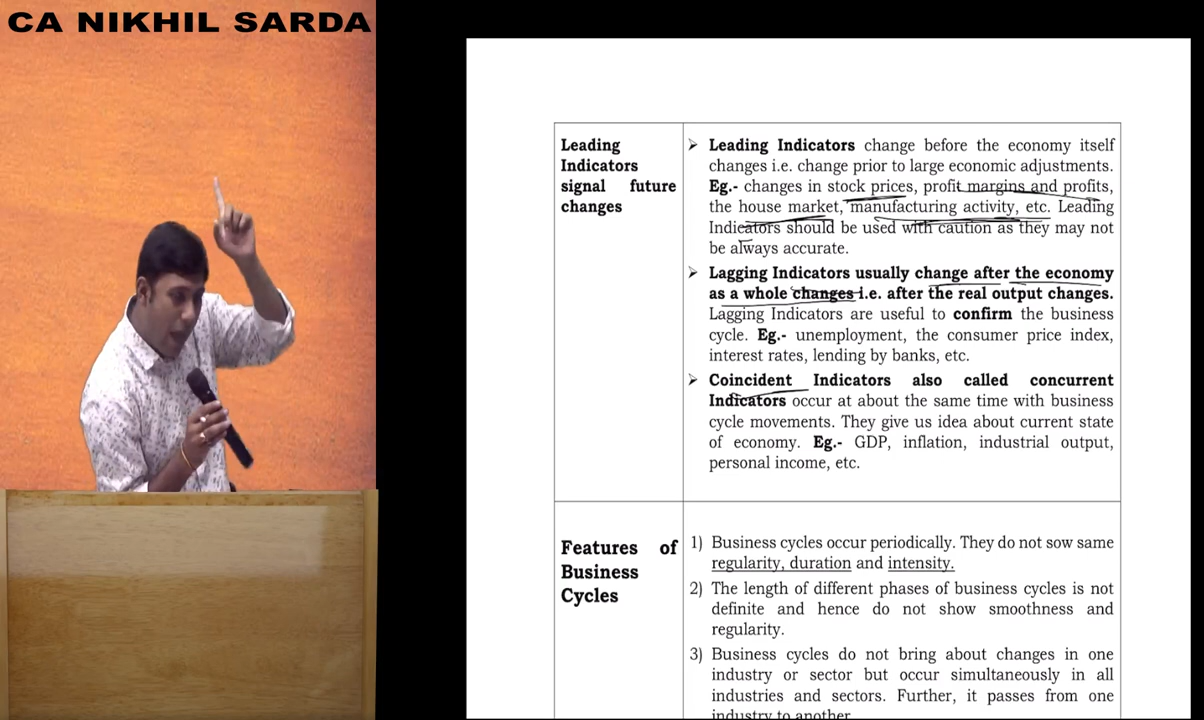 CA NIKHIL SARDA
Leading
Indicators
signal future
changes
➢ Leading Indicators change before the economy itself
changes i.e. change prior to large economic adjustments.
Eg.- changes in stock prices, profit margins and profits,
the house market, manufacturing activity, etc. Leading
Indicators should be used with caution as they may not
be always accurate.
➢ Lagging Indicators usually change after the economy
as a whole changes i.e. after the real output changes.
Lagging Indicators are useful to confirm the business
cycle. Eg.- unemployment, the consumer price index,
interest rates, lending by banks, etc.
➢ Coincident Indicators also called concurrent
Indicators occur at about the same time with business
cycle movements. They give us idea about current state
of economy. Eg.- GDP, inflation, industrial output,
personal income, etc.
Features of
Business
Cycles
1) Business cycles occur periodically. They do not sow same
regularity, duration and intensity.
2) The length of different phases of business cycles is not
definite and hence do not show smoothness and
regularity.
3) Business cycles do not bring about changes in one
industry or sector but occur simultaneously in all
industries and sectors. Further, it passes from one
industry to another